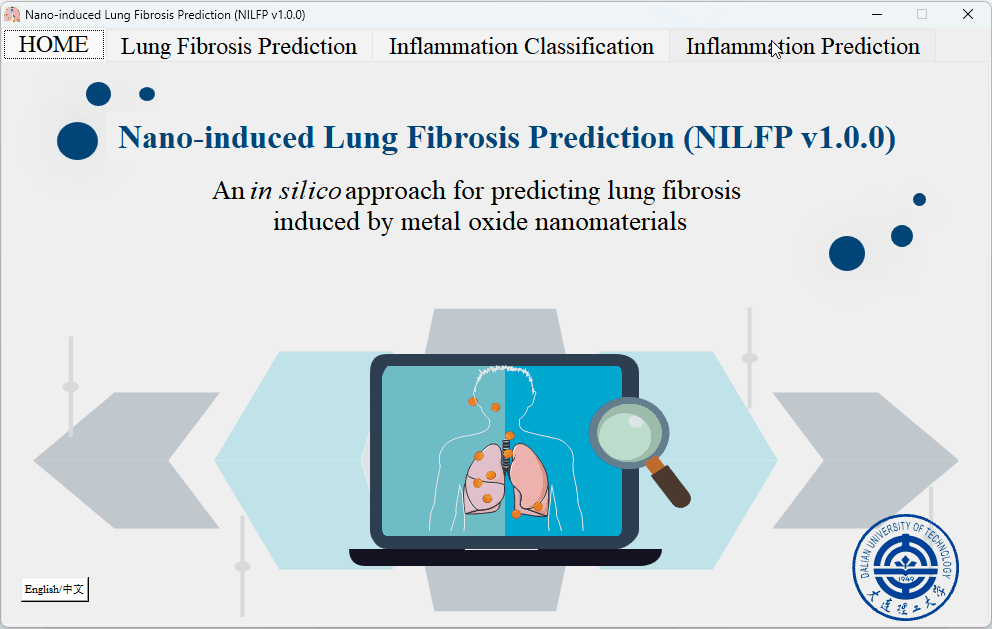 Nano-induced Lung Fibrosis Prediction (NILFP v1.0.0)
HOME
Lung Fibrosis Prediction
Inflammation Classification
Inflammation Prediction
Nano-induced Lung Fibrosis Prediction (NILFP v1.0.0)
An in silico approach for predicting lung fibrosis
induced by metal oxide nanomaterials
English/中文
DALIAN UNIVERSITY OF TECHNOLOGY
1949
大连理工大学